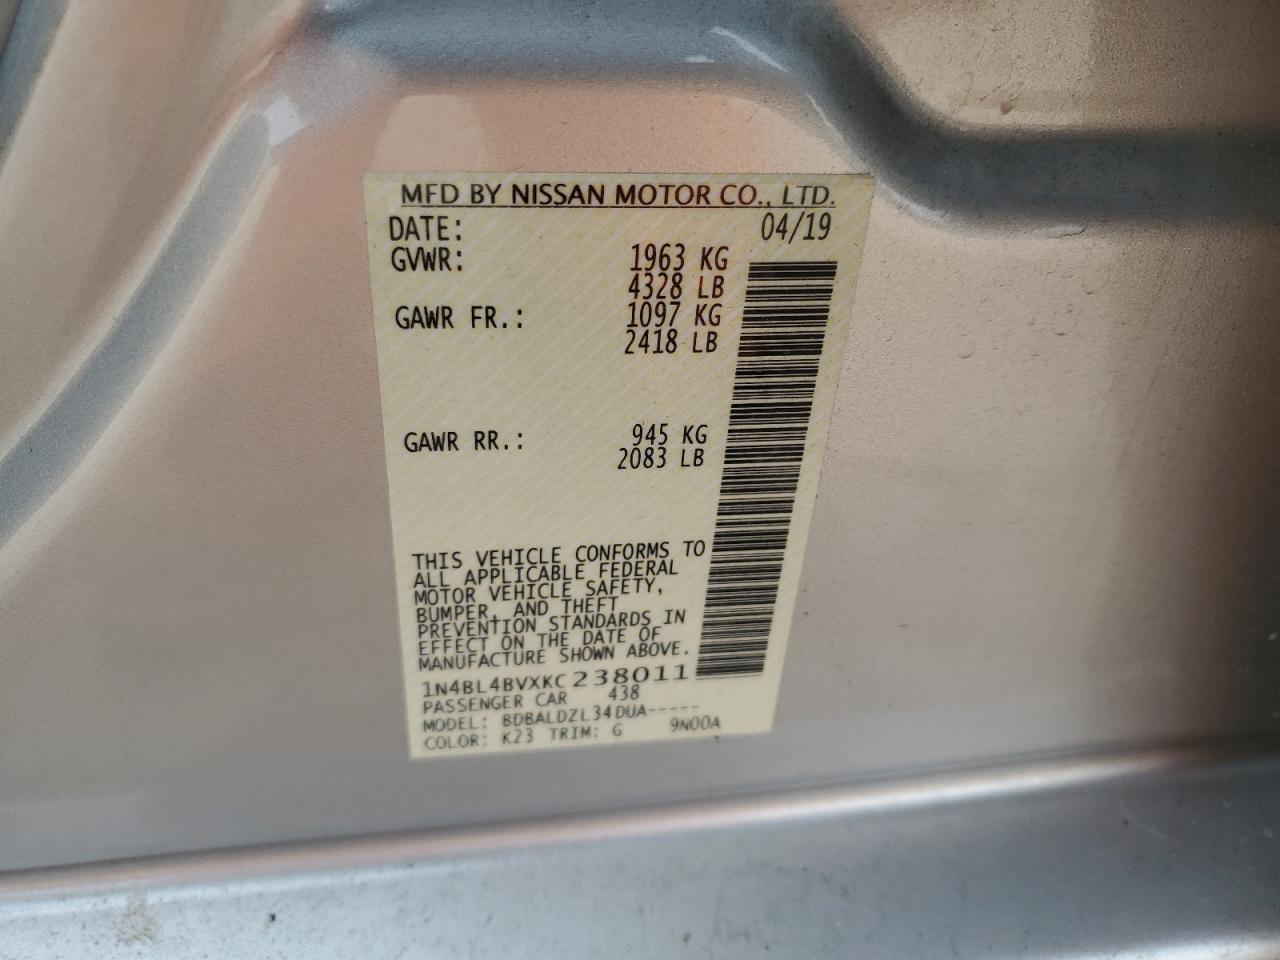 MFD BY NISSAN MOTOR CO., LTD.
DATE: 04/19
GVWR: 1963 KG
4328 LB
GAWR FR.: 1097 KG
2418 LB
GAWR RR.: 945 KG
2083 LB
THIS VEHICLE CONFORMS TO
ALL APPLICABLE FEDERAL
MOTOR VEHICLE SAFETY,
BUMPER, AND THEFT
PREVENTION STANDARDS IN
EFFECT ON THE DATE OF
MANUFACTURE SHOWN ABOVE.
1N4BL4BVXKC238011
PASSENGER CAR 438
MODEL: BDBALDZL34DUA-----
COLOR: K23 TRIM: G 9N00A